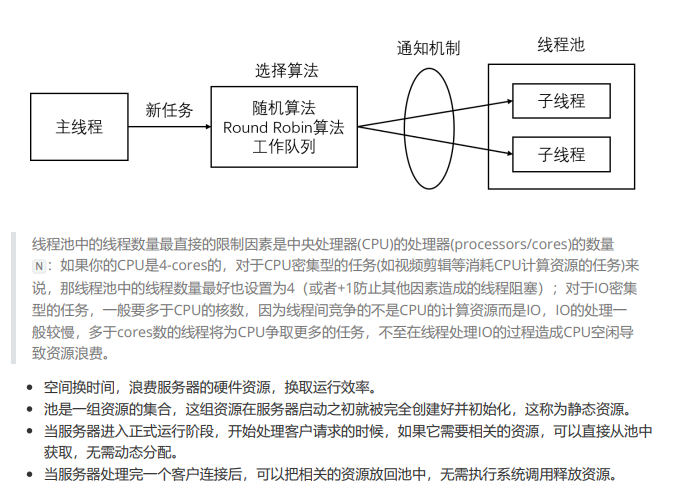 通知机制
线程池
选择算法
主线程
新任务
随机算法
Round Robin算法
工作队列
子线程
子线程
线程池中的线程数量最直接的限制因素是中央处理器(CPU)的处理器(processors/cores)的数量
N：如果你的CPU是4-cores的，对于CPU密集型的任务(如视频剪辑等消耗CPU计算资源的任务)来
说，那线程池中的线程数量最好也设置为4（或者+1防止其他因素造成的线程阻塞）；对于IO密集
型的任务，一般要多于CPU的核数，因为线程间竞争的不是CPU的计算资源而是IO，IO的处理一
般较慢，多于cores数的线程将为CPU争取更多的任务，不至在线程处理IO的过程造成CPU空闲导
致资源浪费。
• 空间换时间，浪费服务器的硬件资源，换取运行效率。
• 池是一组资源的集合，这组资源在服务器启动之初就被完全创建好并初始化，这称为静态资源。
• 当服务器进入正式运行阶段，开始处理客户请求的时候，如果它需要相关的资源，可以直接从池中
获取，无需动态分配。
• 当服务器处理完一个客户连接后，可以把相关的资源放回池中，无需执行系统调用释放资源。